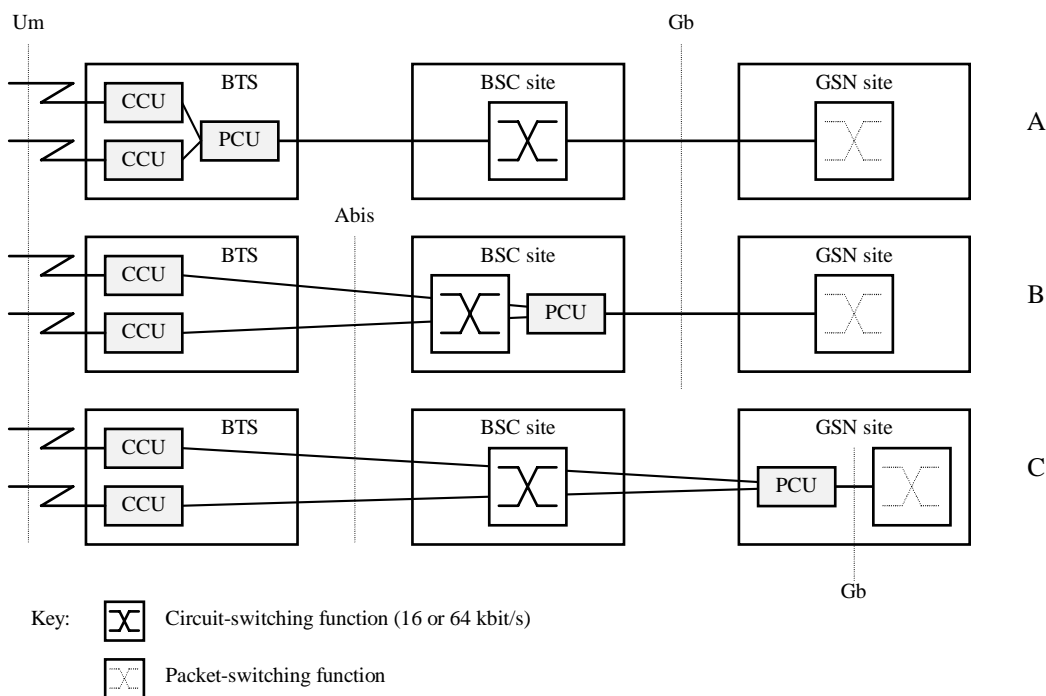 Um
Gb
BTS
BSC site
GSN site
CCU
CCU
PCU
A
Abis
BTS
BSC site
GSN site
CCU
CCU
PCU
B
BTS
BSC site
GSN site
CCU
CCU
PCU
C
Gb
Key:
Circuit-switching function (16 or 64 kbit/s)
Packet-switching function